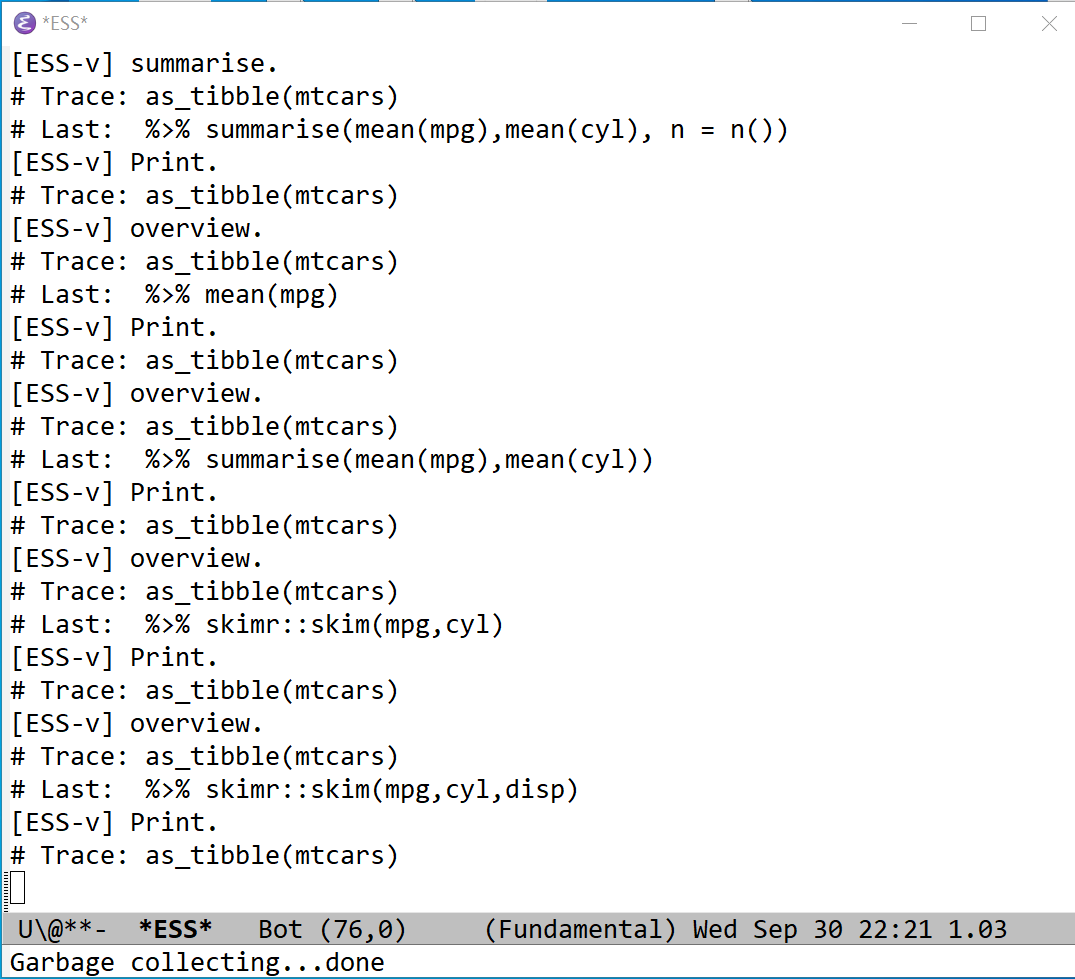 *ESS*
[ESS-v] summarise.
# Trace: as_tibble(mtcars)
# Last:  %>% summarise(mean(mpg),mean(cyl), n = n())
[ESS-v] Print.
# Trace: as_tibble(mtcars)
[ESS-v] overview.
# Trace: as_tibble(mtcars)
# Last:  %>% mean(mpg)
[ESS-v] Print.
# Trace: as_tibble(mtcars)
[ESS-v] overview.
# Trace: as_tibble(mtcars)
# Last:  %>% summarise(mean(mpg),mean(cyl))
[ESS-v] Print.
# Trace: as_tibble(mtcars)
[ESS-v] overview.
# Trace: as_tibble(mtcars)
# Last:  %>% skimr::skim(mpg,cyl)
[ESS-v] Print.
# Trace: as_tibble(mtcars)
[ESS-v] overview.
# Trace: as_tibble(mtcars)
# Last:  %>% skimr::skim(mpg,cyl,disp)
[ESS-v] Print.
# Trace: as_tibble(mtcars)
U\@**-  *ESS*   Bot (76,0)     (Fundamental) Wed Sep 30 22:21 1.03
Garbage collecting...done